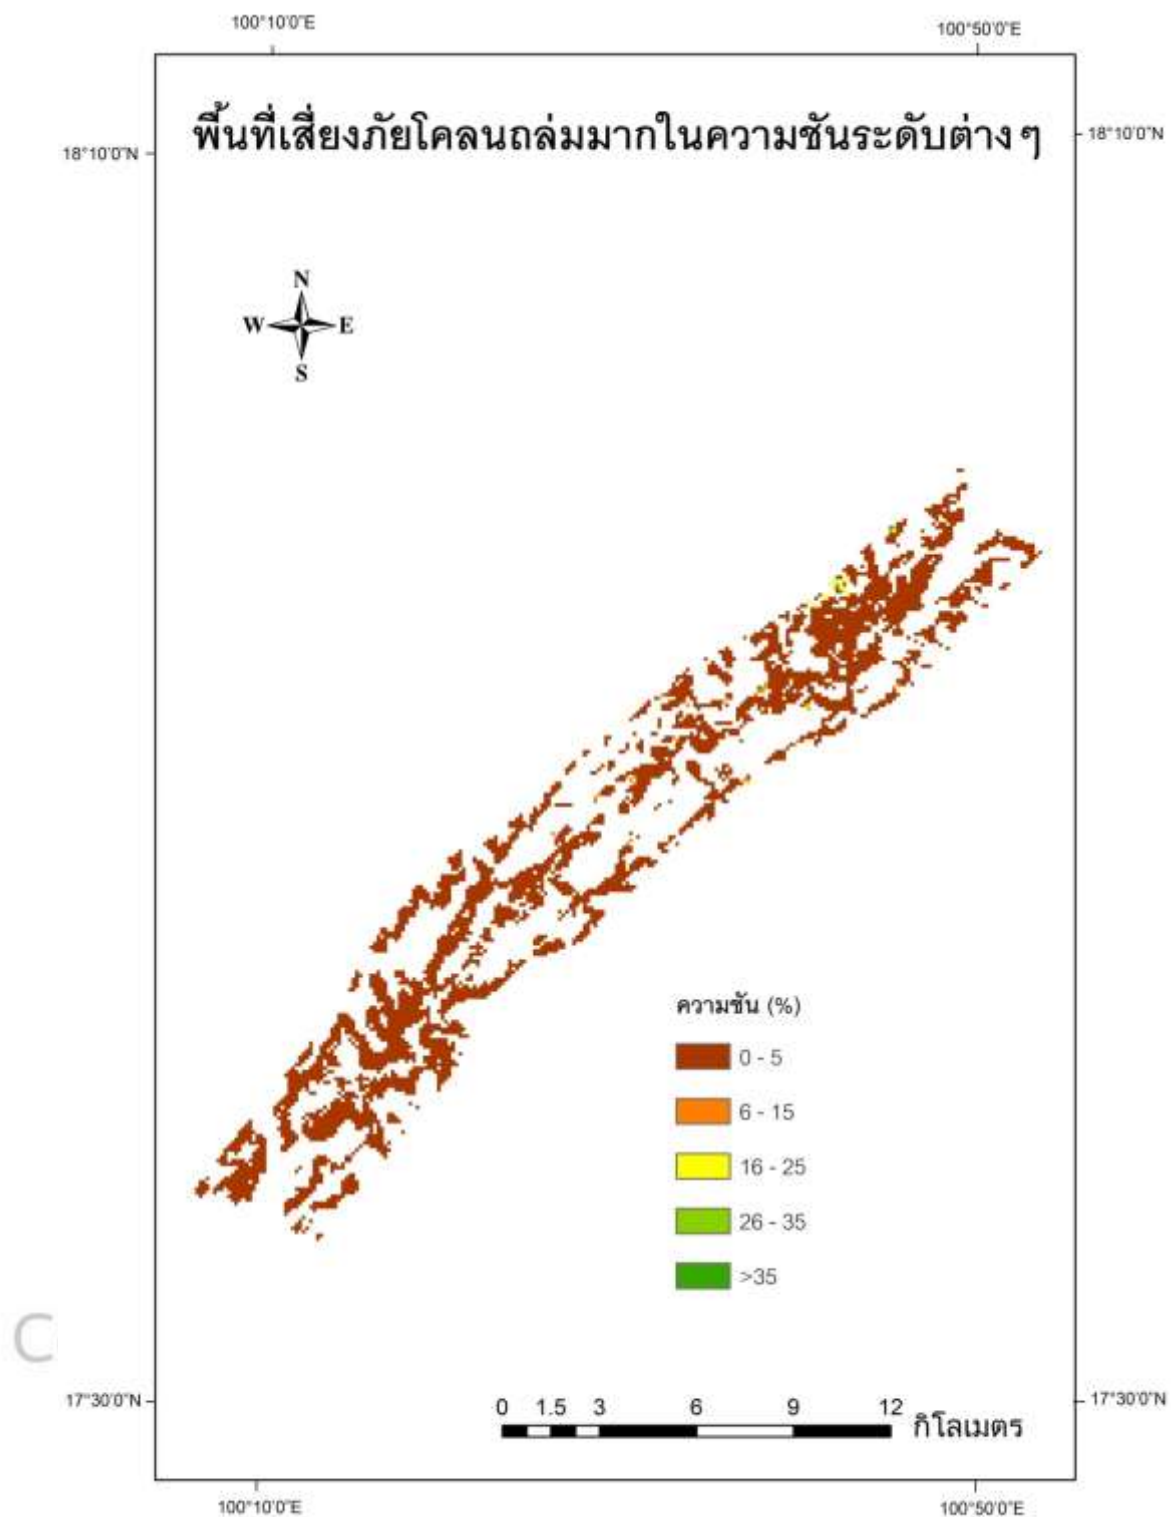 100°10'0"E
100°50'0"E
พื้นที่เสี่ยงภัยโคลนถล่มมากในความชันระดับต่างๆ
18°10'0"N
18°10'0"N
N
W
E
S
ความชัน (%)
0 - 5
6 - 15
16 - 25
26 - 35
>35
C
17°30'0"N
17°30'0"N
0 1.5 3 6 9 12
กิโลเมตร
100°10'0"E
100°50'0"E